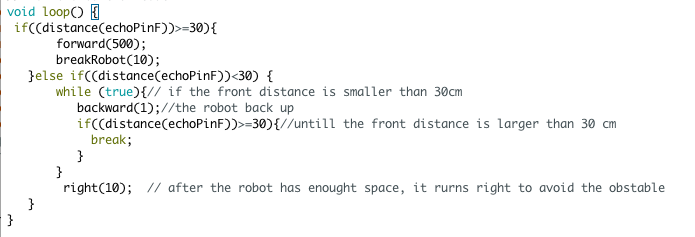 void loop() {
if((distance(echoPinF))>=30){
forward(500);
breakRobot(10);
}else if((distance(echoPinF))<30) {
while (true){// if the front distance is smaller than 30cm
backward(1);//the robot back up
if((distance(echoPinF))>=30){//untill the front distance is larger than 30 cm
break;
}
}
right(10);  // after the robot has enought space, it rurns right to avoid the obstable
}
}